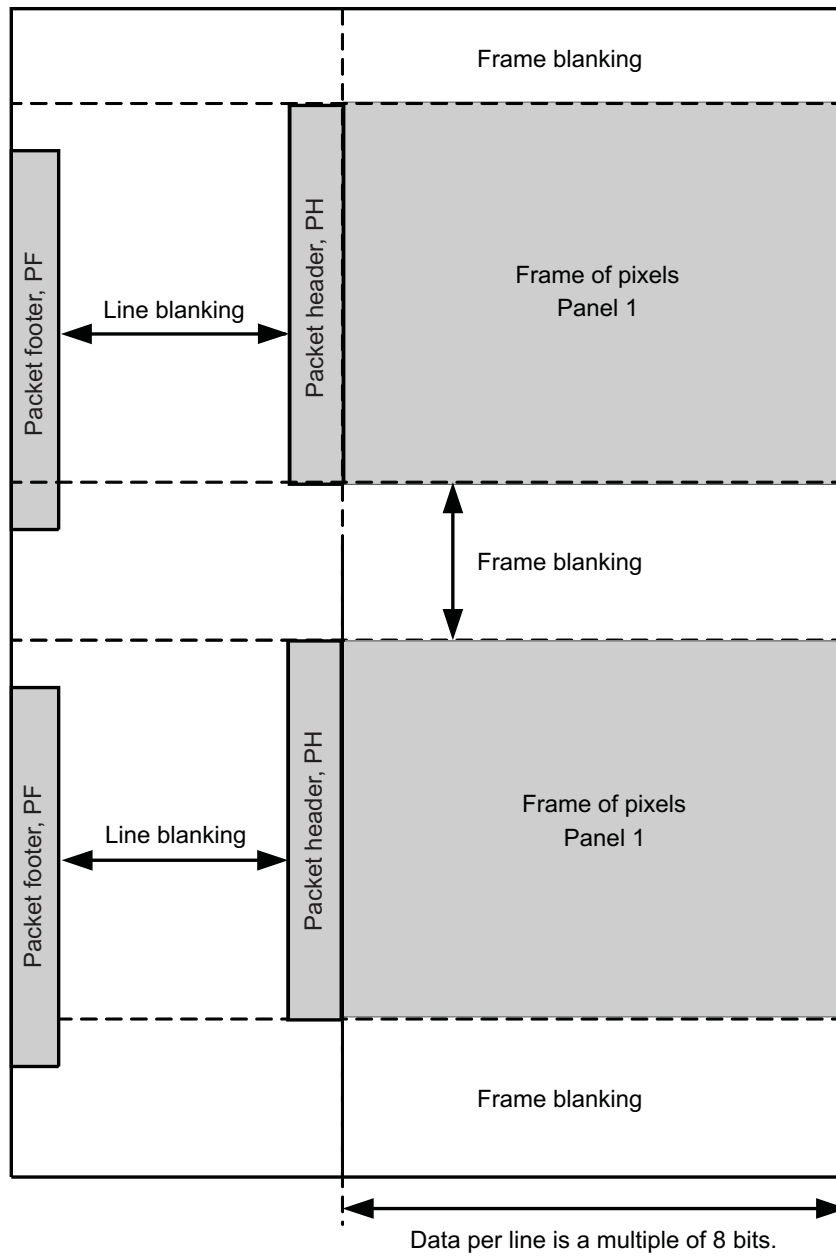 Frame blanking
Packet footer, PF
Line blanking
Packet header, PH
Frame of pixels
Panel 1
Frame blanking
Packet footer, PF
Line blanking
Packet header, PH
Frame of pixels
Panel 1
Frame blanking
Data per line is a multiple of 8 bits.